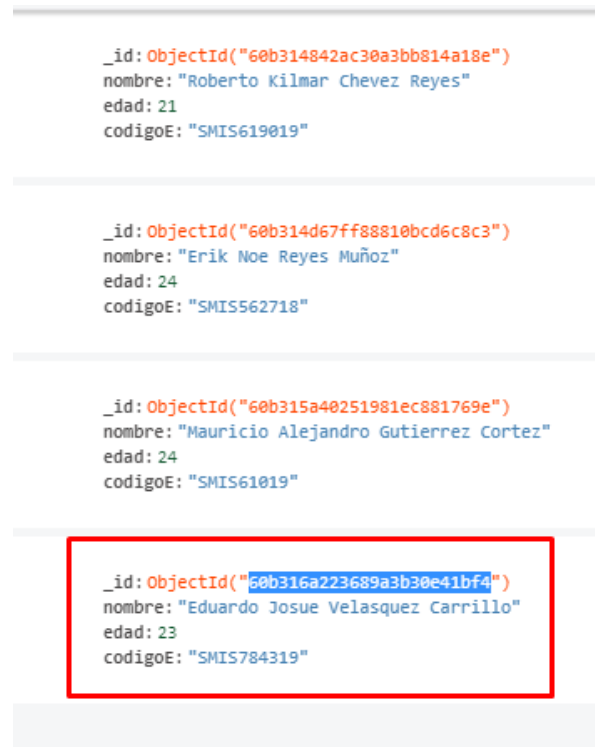 _id: ObjectId("60b314842ac30a3bb814a18e")
nombre: "Roberto Kilmar Chevez Reyes"
edad: 21
codigoE: "SMIS619019"
_id: ObjectId("60b314d67ff88810bcd6c8c3")
nombre: "Erik Noe Reyes Muñoz"
edad: 24
codigoE: "SMIS562718"
_id: ObjectId("60b315a40251981ec881769e")
nombre: "Mauricio Alejandro Gutierrez Cortez"
edad: 24
codigoE: "SMIS61019"
_id: ObjectId("60b316a223689a3b30e41bf4")
nombre: "Eduardo Josue Velasquez Carrillo"
edad: 23
codigoE: "SMIS784319"